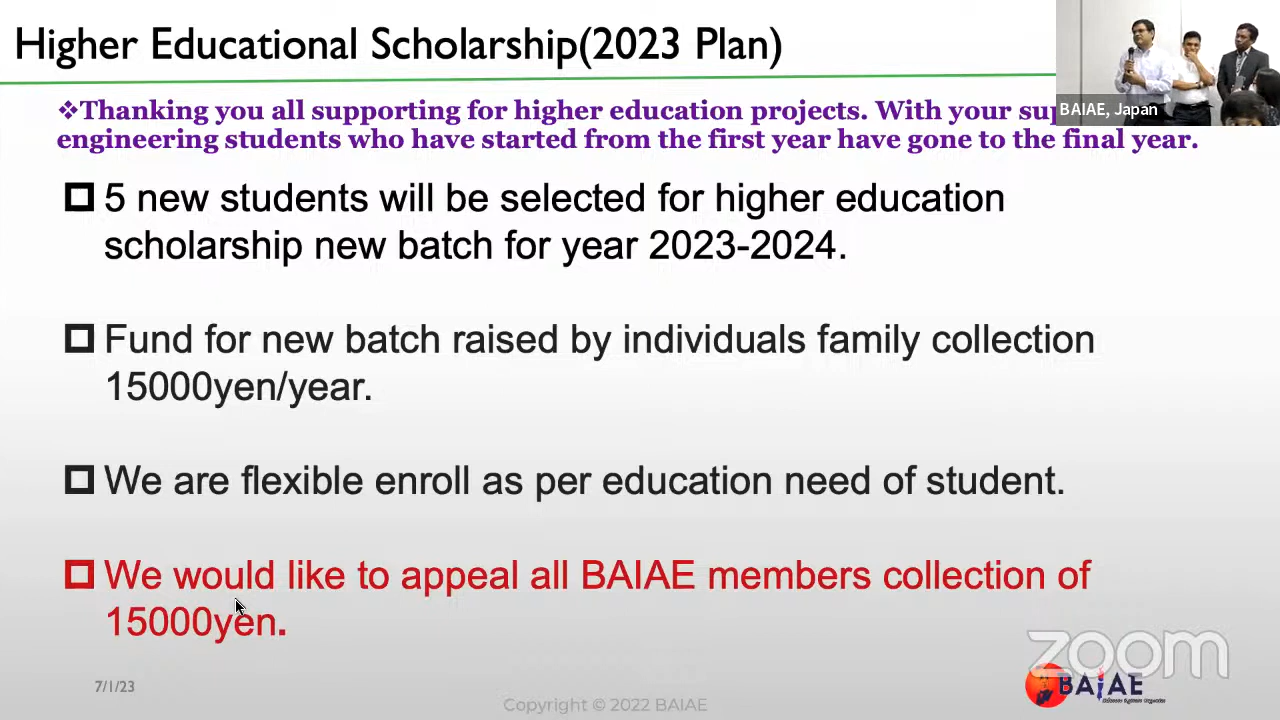 Higher Educational Scholarship(2023 Plan)
BAIAE, Japan
❖Thanking you all supporting for higher education projects. With your
engineering students who have started from the first year have gone to the final year.
5 new students will be selected for higher education
scholarship new batch for year 2023-2024.
Fund for new batch raised by individuals family collection
15000yen/year.
We are flexible enroll as per education need of student.
We would like to appeal all BAIAE members collection of
15000yen.
zoom
BAIAE
7/1/23
Copyright © 2022 BAIAE